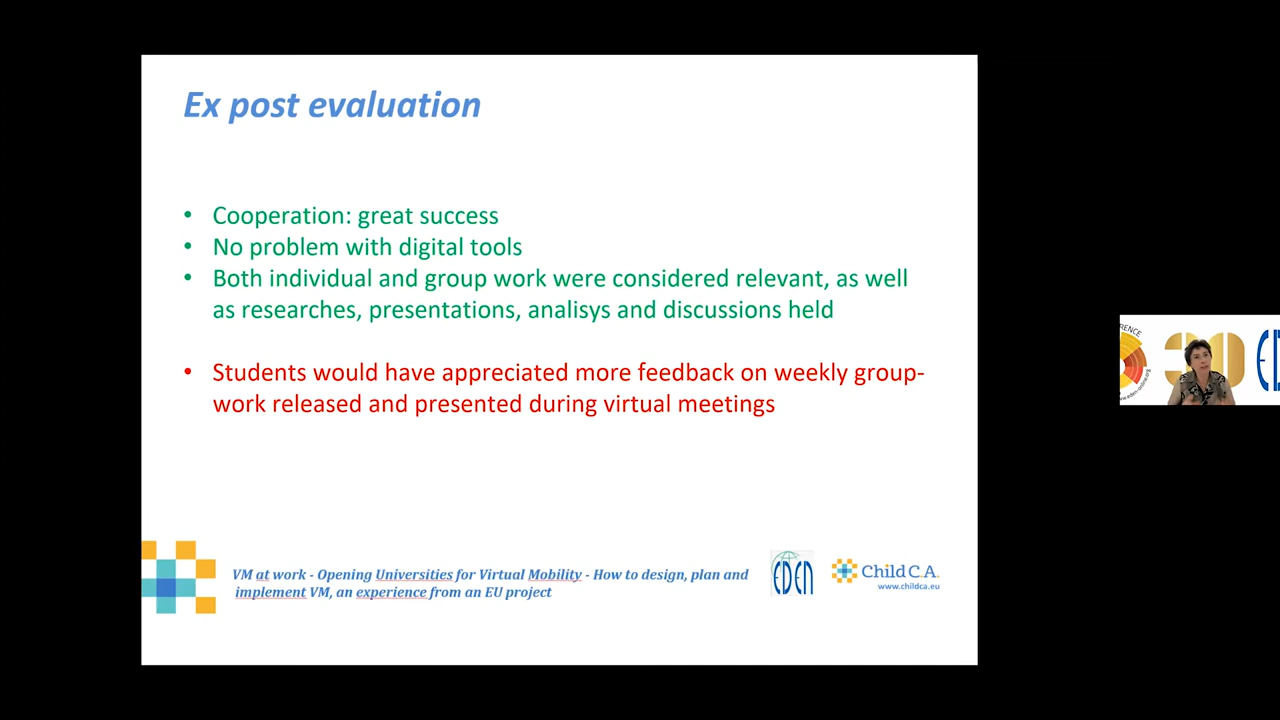 Ex post evaluation
• Cooperation: great success
• No problem with digital tools
• Both individual and group work were considered relevant, as well
as researches, presentations, analisys and discussions held
• Students would have appreciated more feedback on weekly group-
work released and presented during virtual meetings
VM at work - Opening Universities for Virtual Mobility - How to design, plan and
implement VM, an experience from an EU project
EDEN
Child C.A.
www.childca.eu
RENCE
30